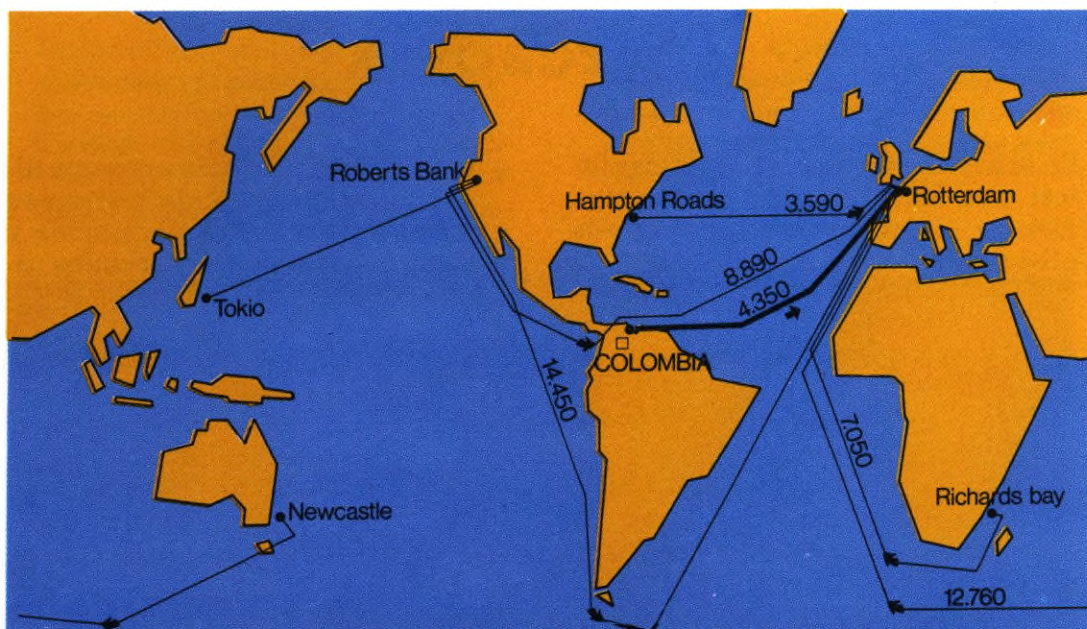 Roberts Bank
Hampton Roads
3.590
Rotterdam
8.890
4.350
Tokio
COLOMBIA
14.450
7.050
Newcastle
Richards bay
12.760